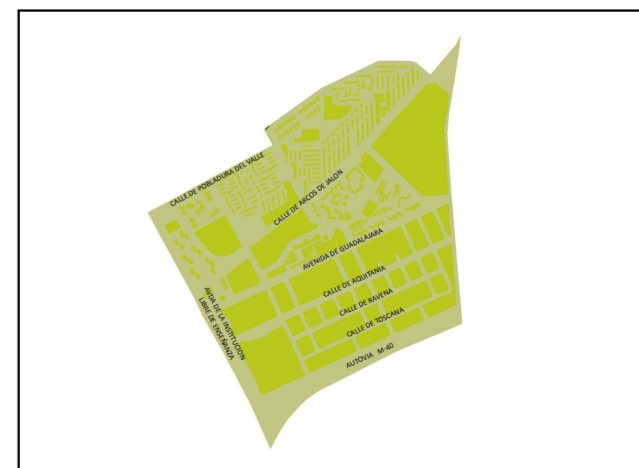 CALLE DE POBLADURA DEL VALLE
CALLE DE ARCOS DE JALON
AVENIDA DE GUADALAJARA
CALLE DE AQUITANIA
CALLE DE RAVENA
CALLE DE TOSCANA
AUTOVIA M-40
AVDA DE LA INSTITUCION
LIBRE DE ENSEÑANZA